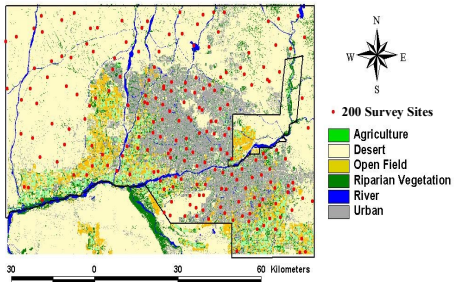 N
W E
S
200 Survey Sites
Agriculture
Desert
Open Field
Riparian Vegetation
River
Urban
30 0 30 60 Kilometers